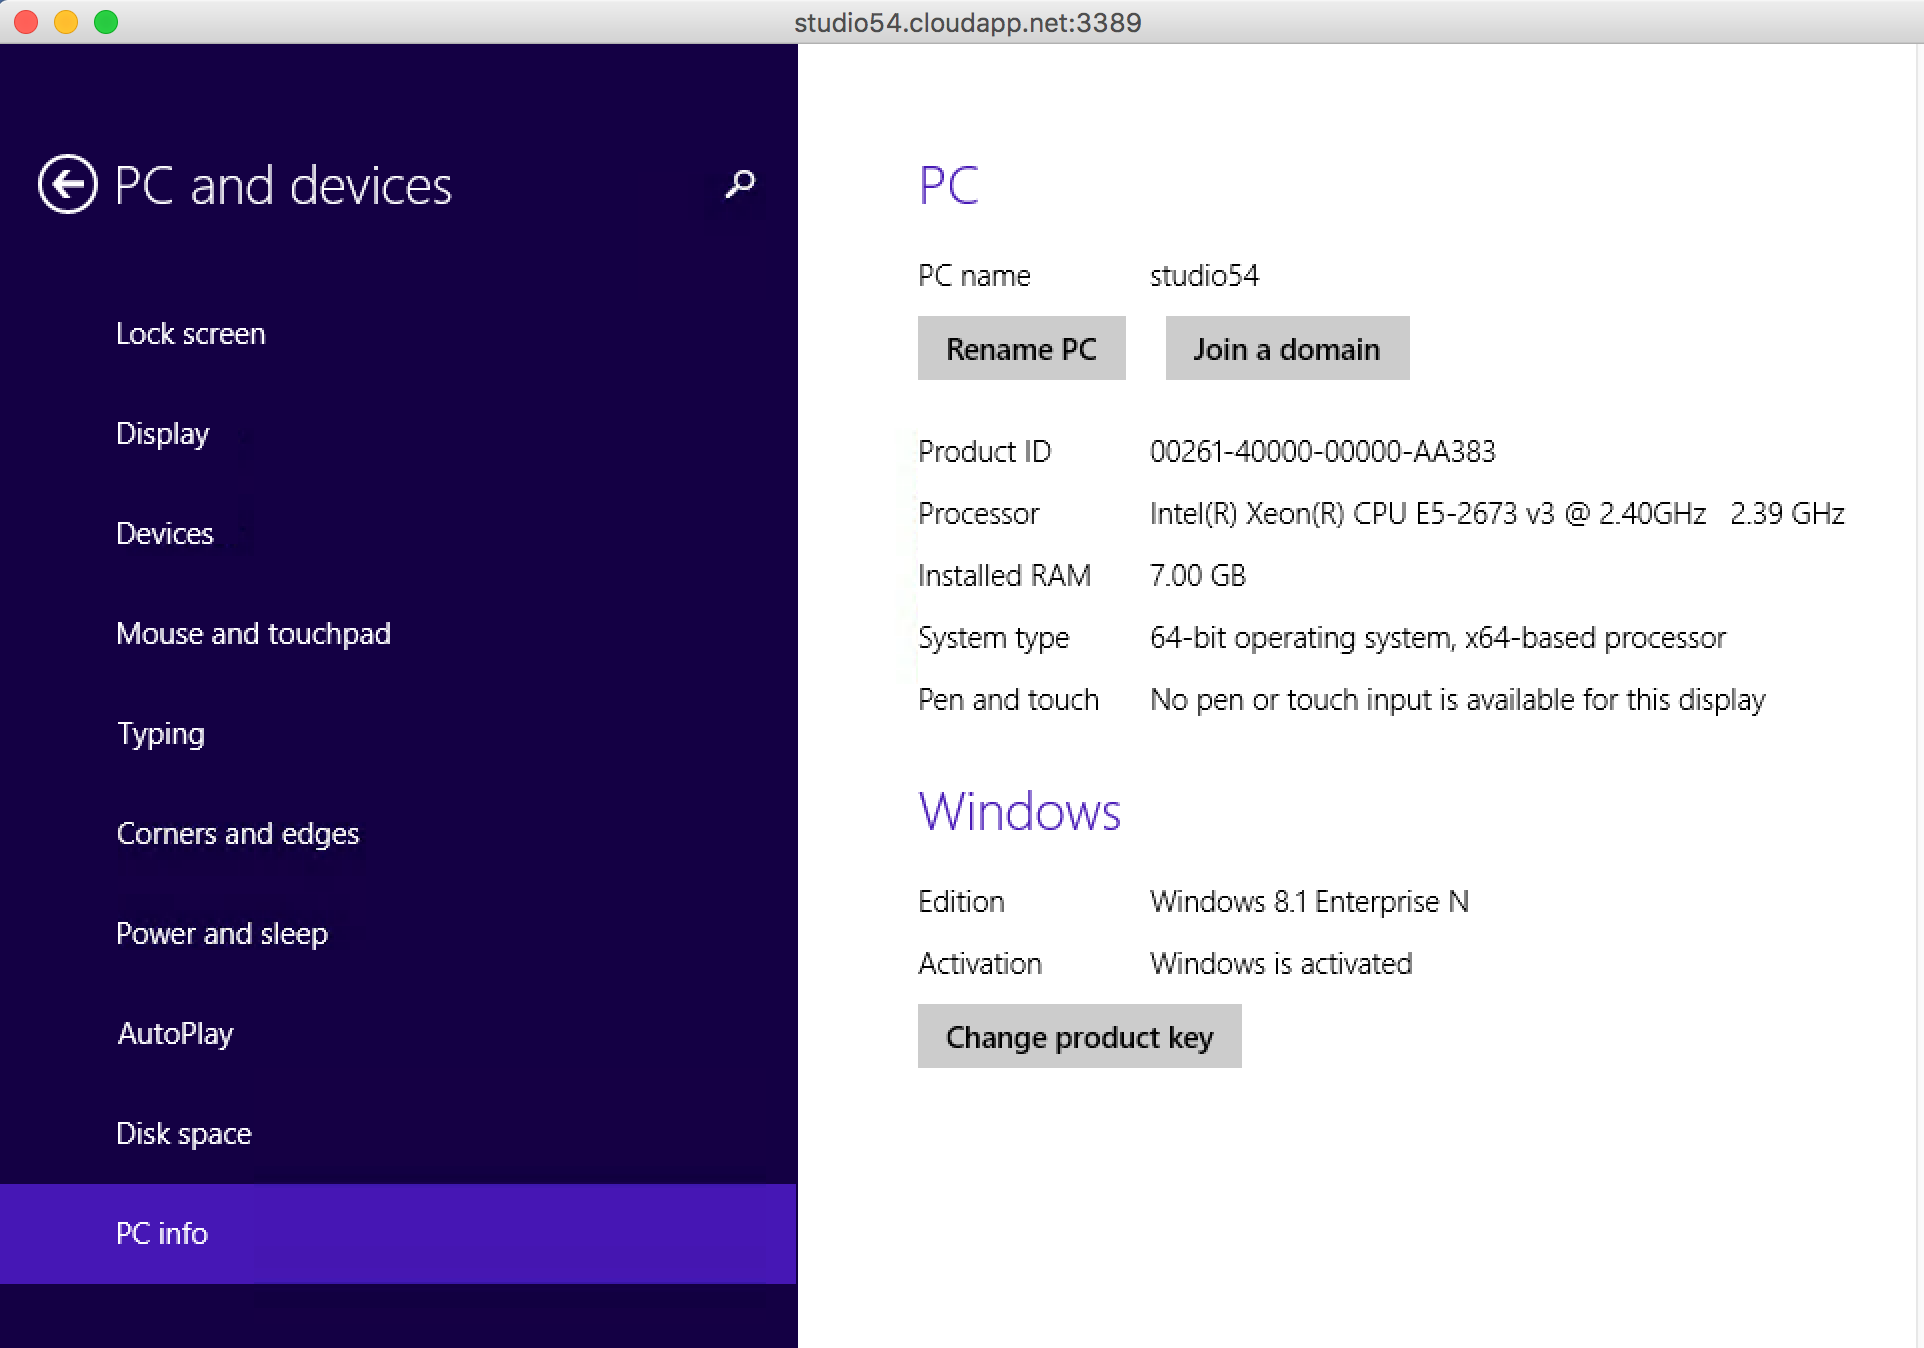 studio54.cloudapp.net:3389
PC and devices
Lock screen
Display
Devices
Mouse and touchpad
Typing
Corners and edges
Power and sleep
AutoPlay
Disk space
PC info
PC
PC name studio54
Rename PC Join a domain
Product ID 00261-40000-00000-AA383
Processor Intel(R) Xeon(R) CPU E5-2673 v3 @ 2.40GHz 2.39 GHz
Installed RAM 7.00 GB
System type 64-bit operating system, x64-based processor
Pen and touch No pen or touch input is available for this display
Windows
Edition Windows 8.1 Enterprise N
Activation Windows is activated
Change product key